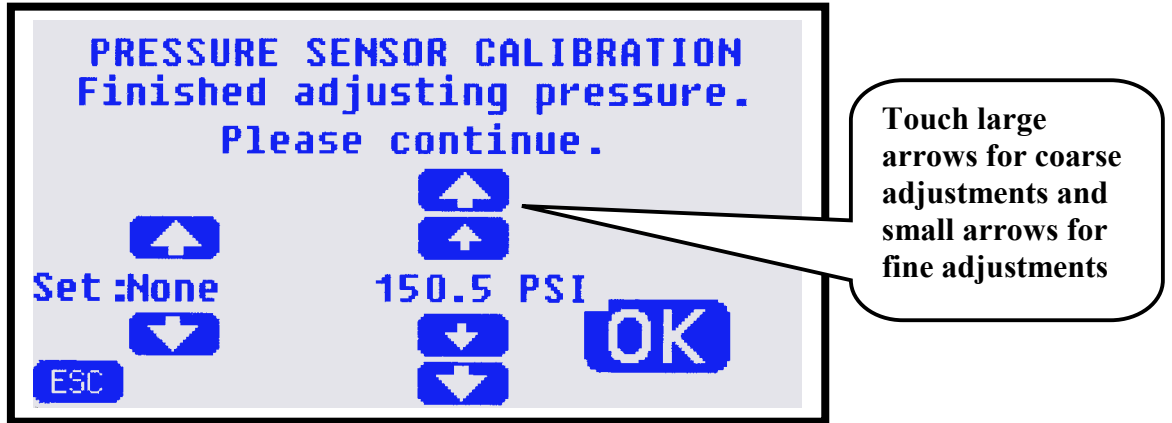 PRESSURE SENSOR CALIBRATION
Finished adjusting pressure.
Please continue.
Set:None
150.5 PSI
OK
ESC
Touch large
arrows for coarse
adjustments and
small arrows for
fine adjustments